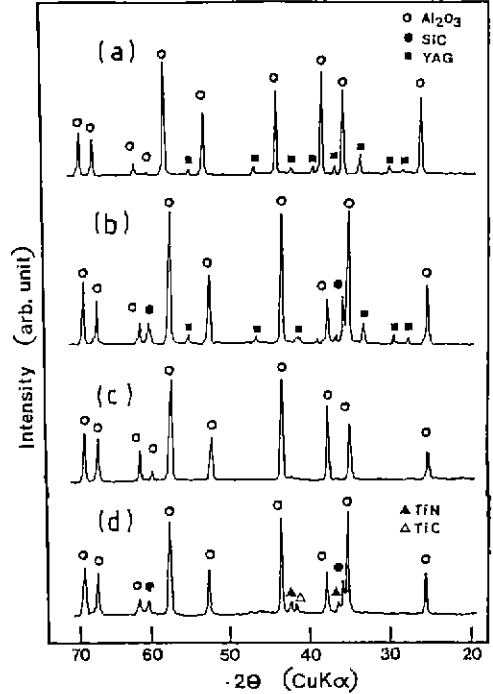 ○ Al₂O₃
● SiC
■ YAG
(a)
(b)
(c)
(d)
▲ TiN
△ TiC
Intensity (arb. unit)
70 60 50 40 30 20
2Θ (CuKα)